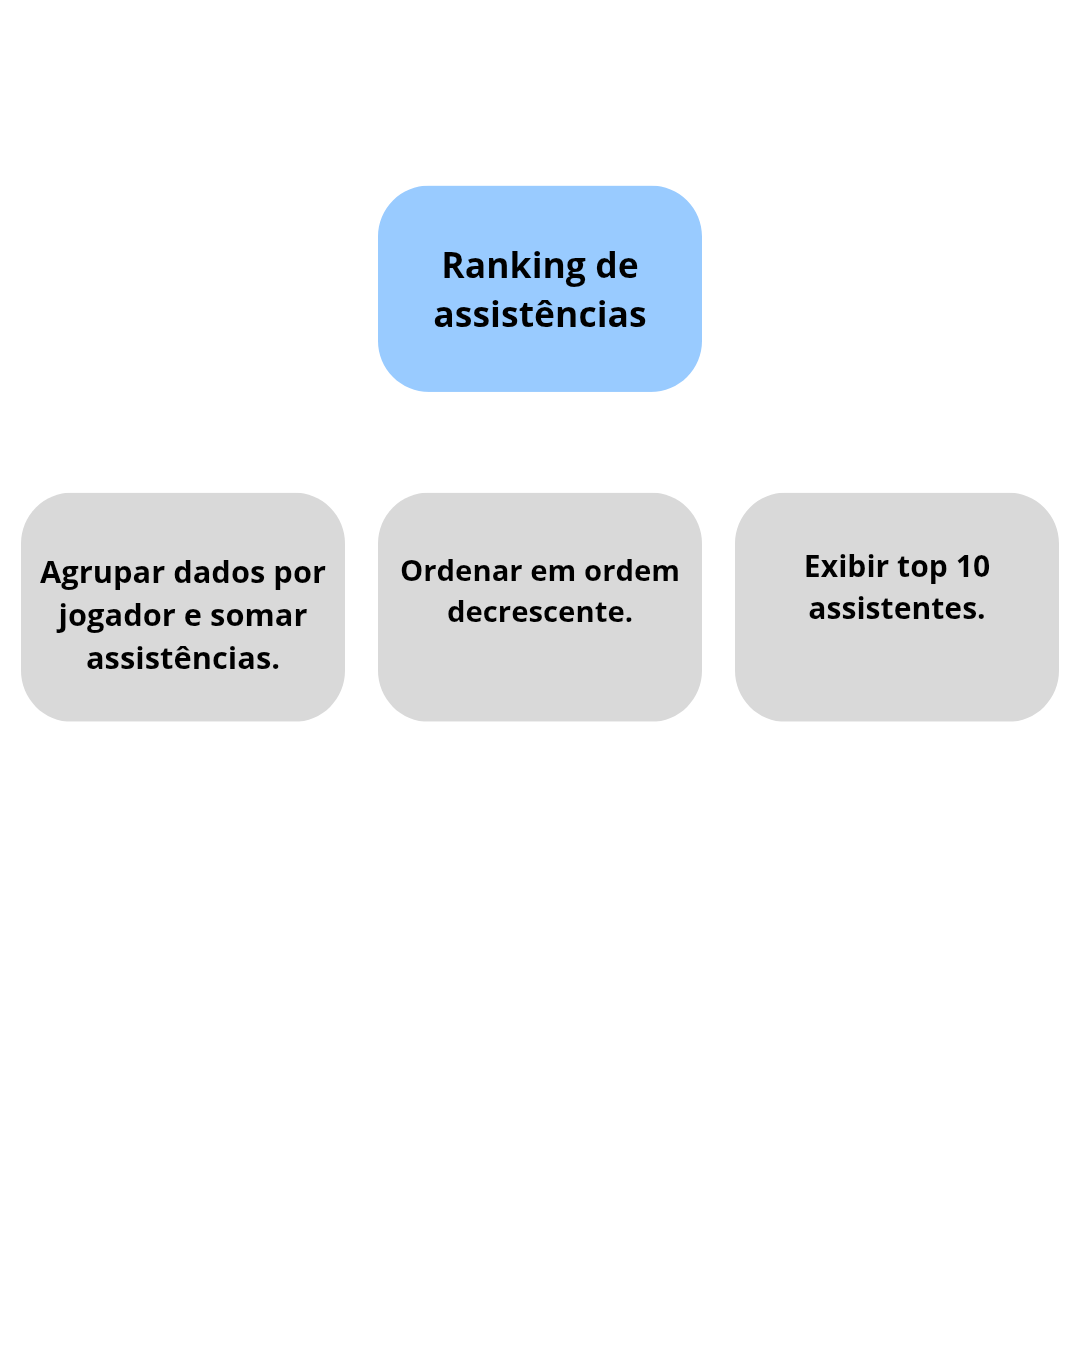 Ranking de
assistências
Agrupar dados por
jogador e somar
assistências.
Ordenar em ordem
decrescente.
Exibir top 10
assistentes.